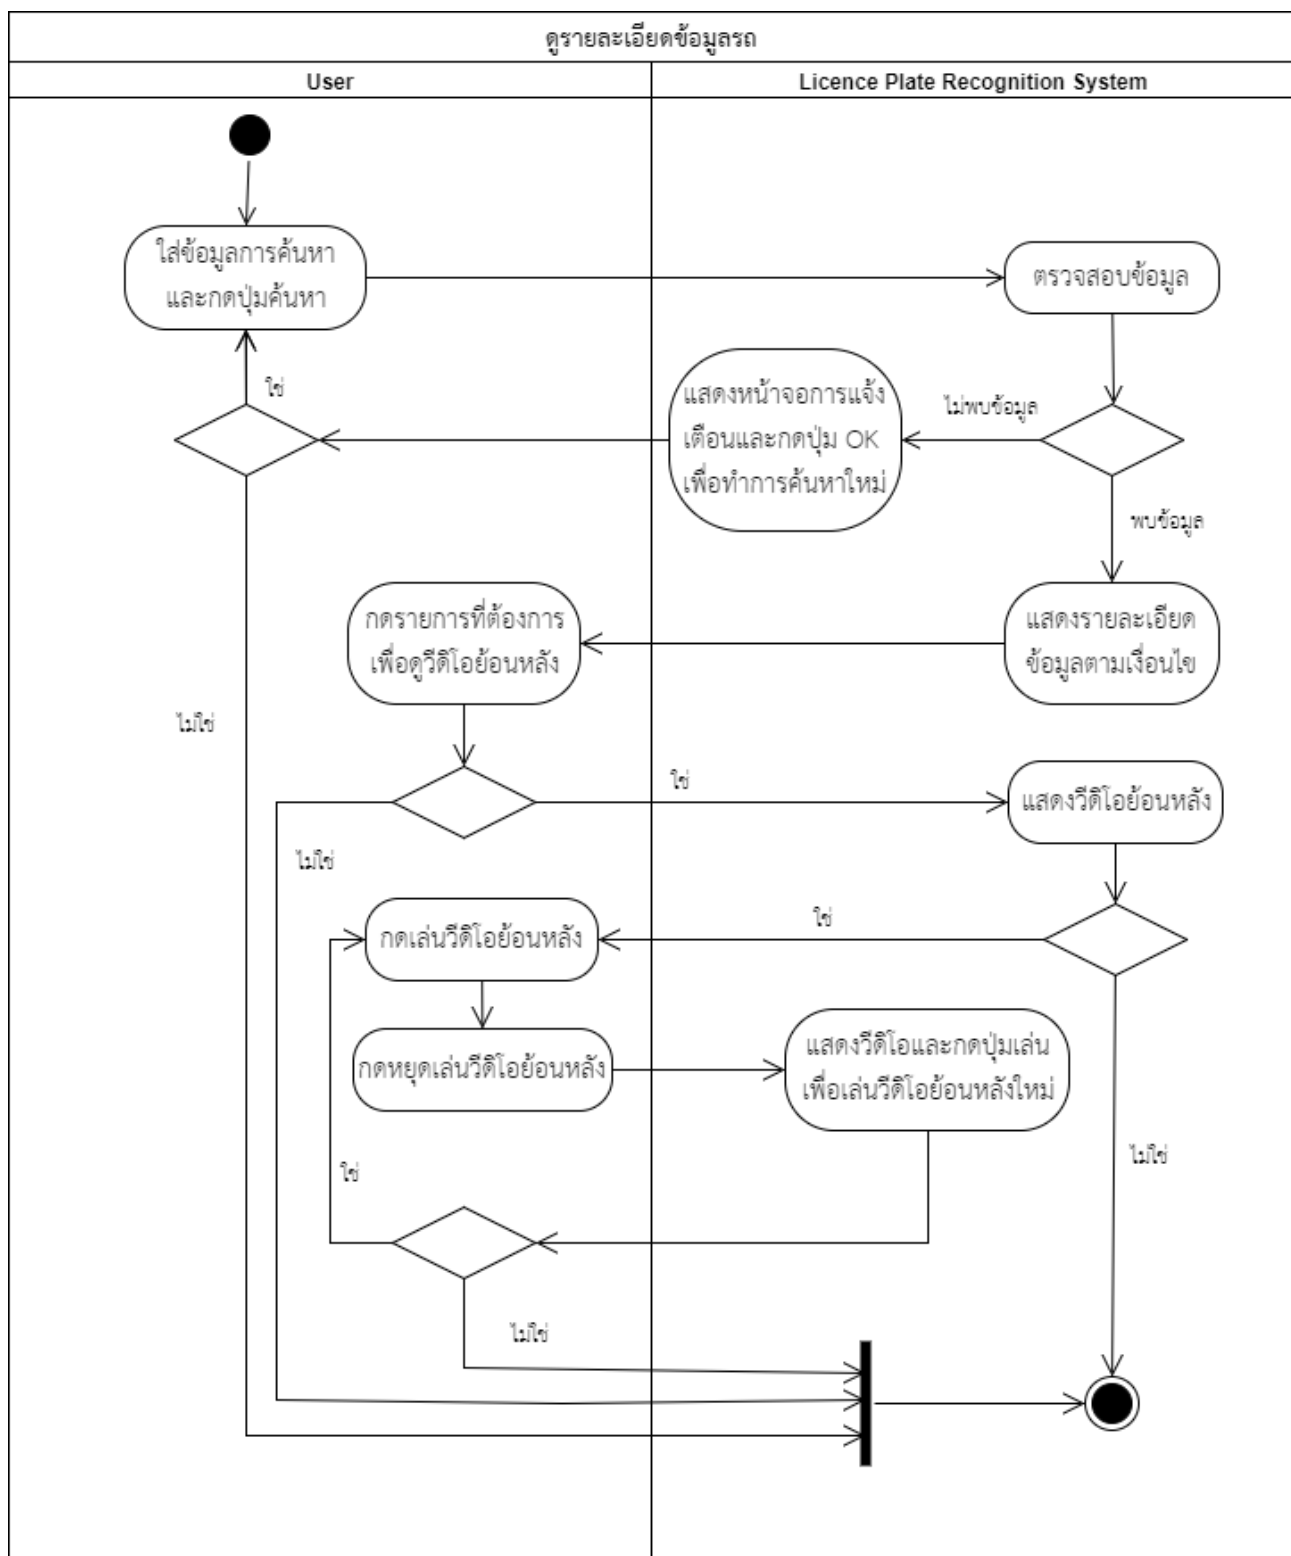 ดูรายละเอียดข้อมูลรถ
User
Licence Plate Recognition System
ใส่ข้อมูลการค้นหา
และกดปุ่มค้นหา
ตรวจสอบข้อมูล
ใช่
แสดงหน้าจอการแจ้ง
เตือนและกดปุ่ม OK
เพื่อทำการค้นหาใหม่
ไม่พบข้อมูล
พบข้อมูล
กดรายการที่ต้องการ
เพื่อดูวีดิโอย้อนหลัง
แสดงรายละเอียด
ข้อมูลตามเงื่อนไข
ไม่ใช่
ใช่
แสดงวีดิโอย้อนหลัง
ไม่ใช่
กดเล่นวีดิโอย้อนหลัง
ใช่
กดหยุดเล่นวีดิโอย้อนหลัง
แสดงวีดิโอและกดปุ่มเล่น
เพื่อเล่นวีดิโอย้อนหลังใหม่
ไม่ใช่
ใช่
ไม่ใช่